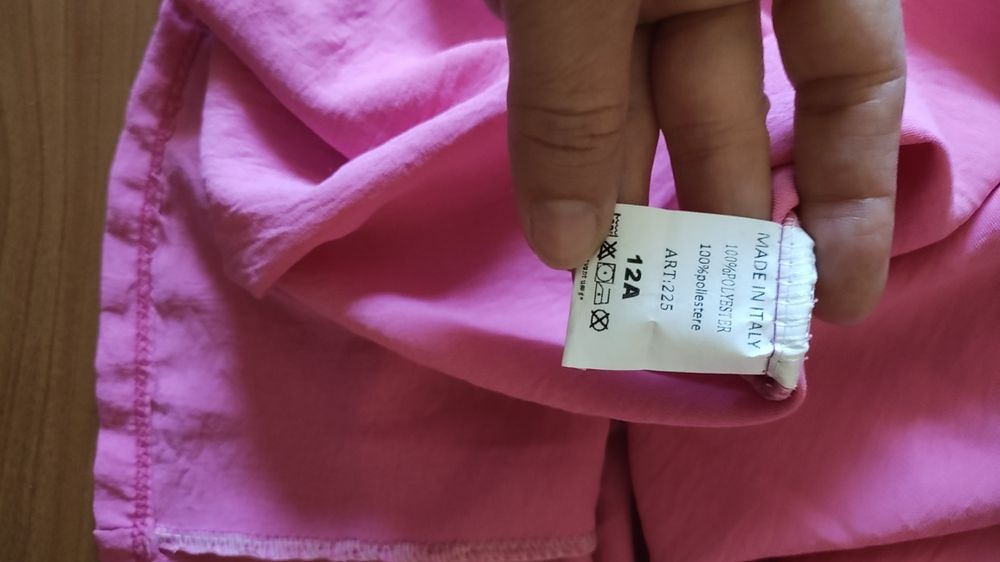 MADE IN ITALY
100%POLYESTER
100%poliestere
ART:225
12A